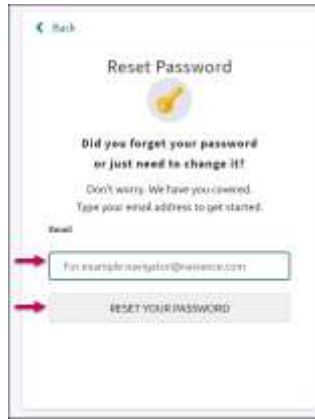 Back
Reset Password
Did you forget your password
or just need to change it?
Don't worry. We have you covered.
Type your email address to get started.
Email
For example navigator@naviance.com
RESET YOUR PASSWORD